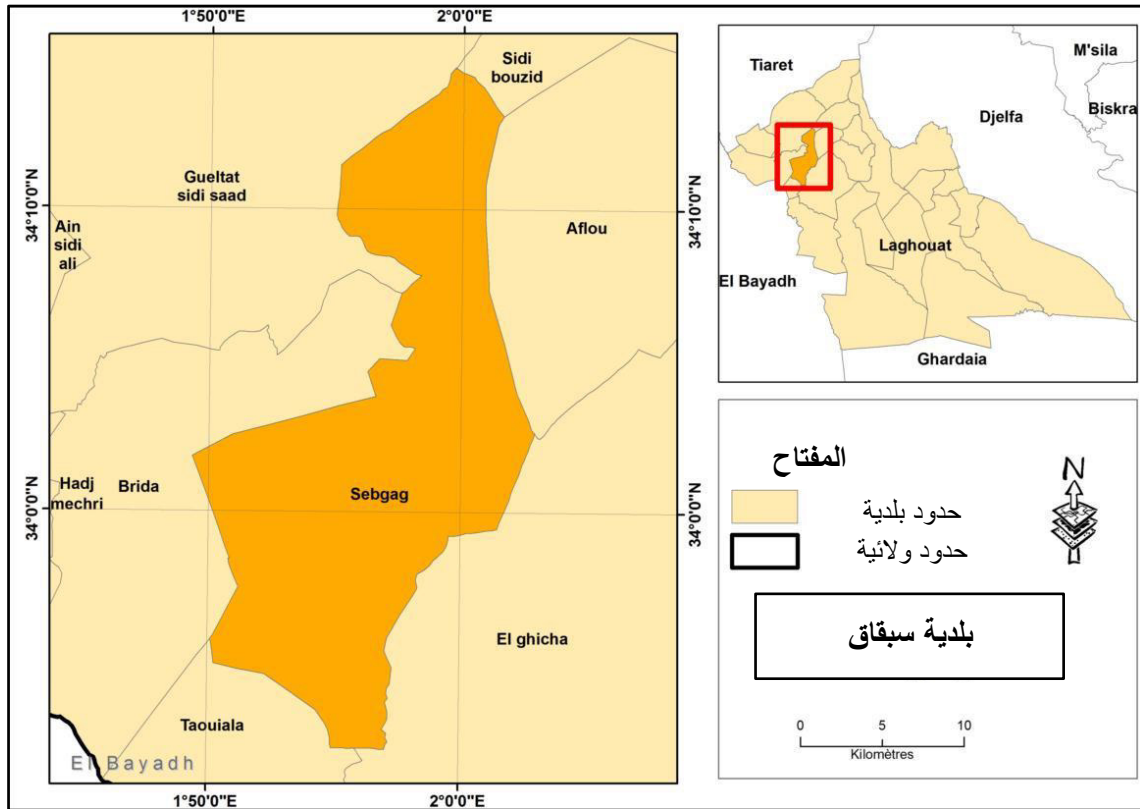 1°50'0"E
2°0'0"E
Sidi
bouzid
Gueltat
sidi saad
34°10'0"N
34°10'0"N
Ain
sidi
ali
Aflou
Hadj
mechri
Brida
Sebgag
34°0'0"N
34°0'0"N
El ghicha
Taouiala
El Bayadh
1°50'0"E
2°0'0"E
Tiaret
M'sila
Biskra
Djelfa
Laghouat
El Bayadh
Ghardaia
المفتاح
N
حدود بلدية
حدود ولائية
بلدية سبقاق
0 5 10
Kilomètres